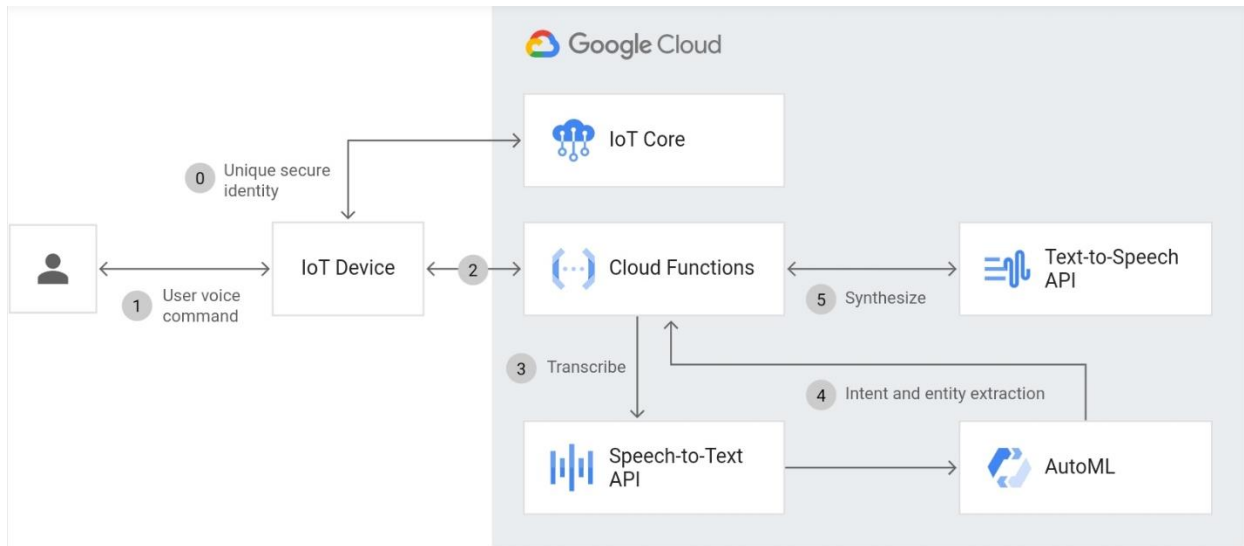 Google Cloud
IoT Core
0
Unique secure
identity
IoT Device
2
Cloud Functions
Text-to-Speech
API
1
User voice
command
5
Synthesize
3
Transcribe
4
Intent and entity extraction
Speech-to-Text
API
AutoML